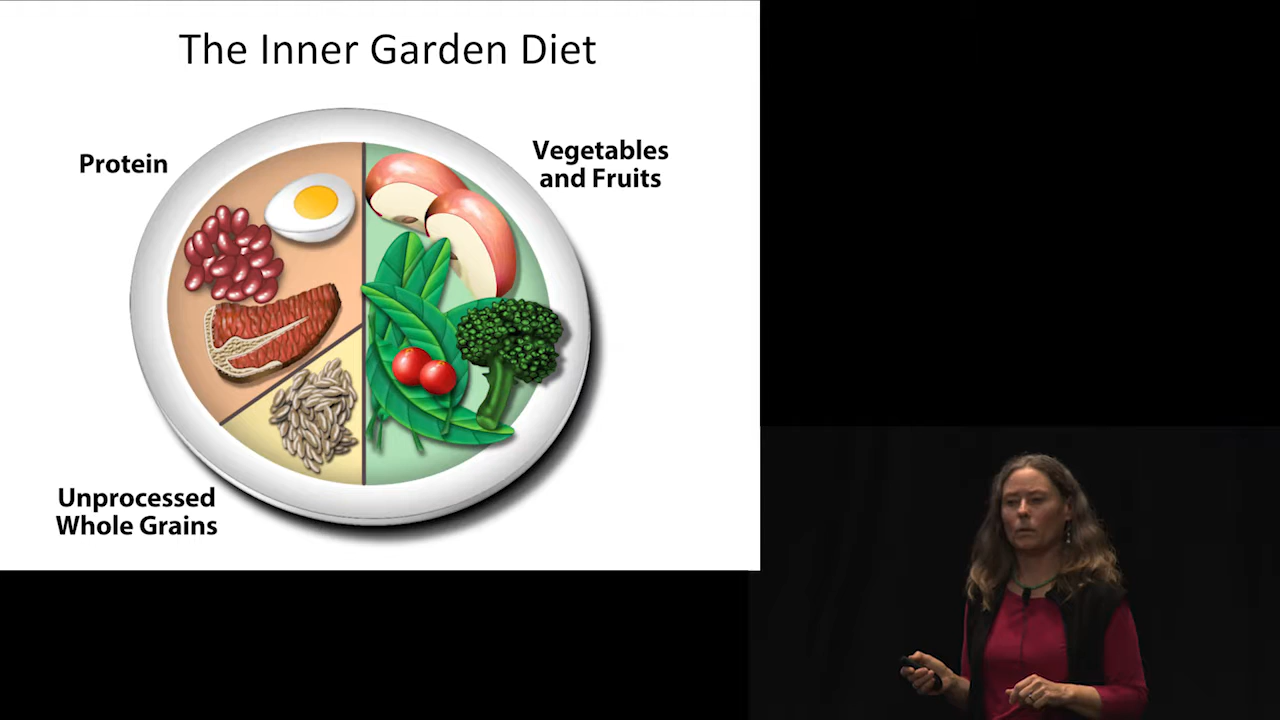 The Inner Garden Diet
Protein
Vegetables
and Fruits
Unprocessed
Whole Grains